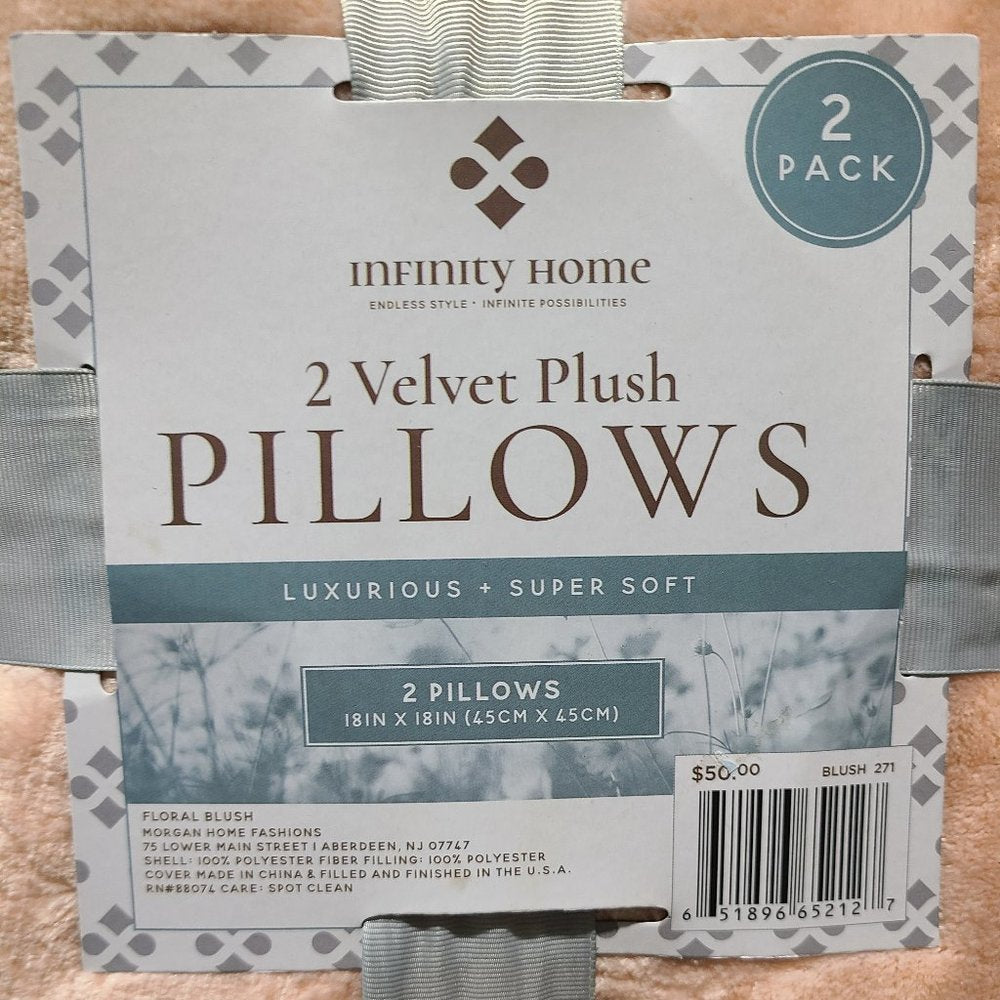 2
PACK
INFINITY HOME
ENDLESS STYLE • INFINITE POSSIBILITIES
2 Velvet Plush
PILLOWS
LUXURIOUS + SUPER SOFT
2 PILLOWS
18IN X 18IN (45CM X 45CM)
$50.00 BLUSH 271
FLORAL BLUSH
MORGAN HOME FASHIONS
75 LOWER MAIN STREET | ABERDEEN, NJ 07747
SHELL: 100% POLYESTER FIBER FILLING: 100% POLYESTER
COVER MADE IN CHINA & FILLED AND FINISHED IN THE U.S.A.
RN#88074 CARE: SPOT CLEAN
6 51896 65212 7